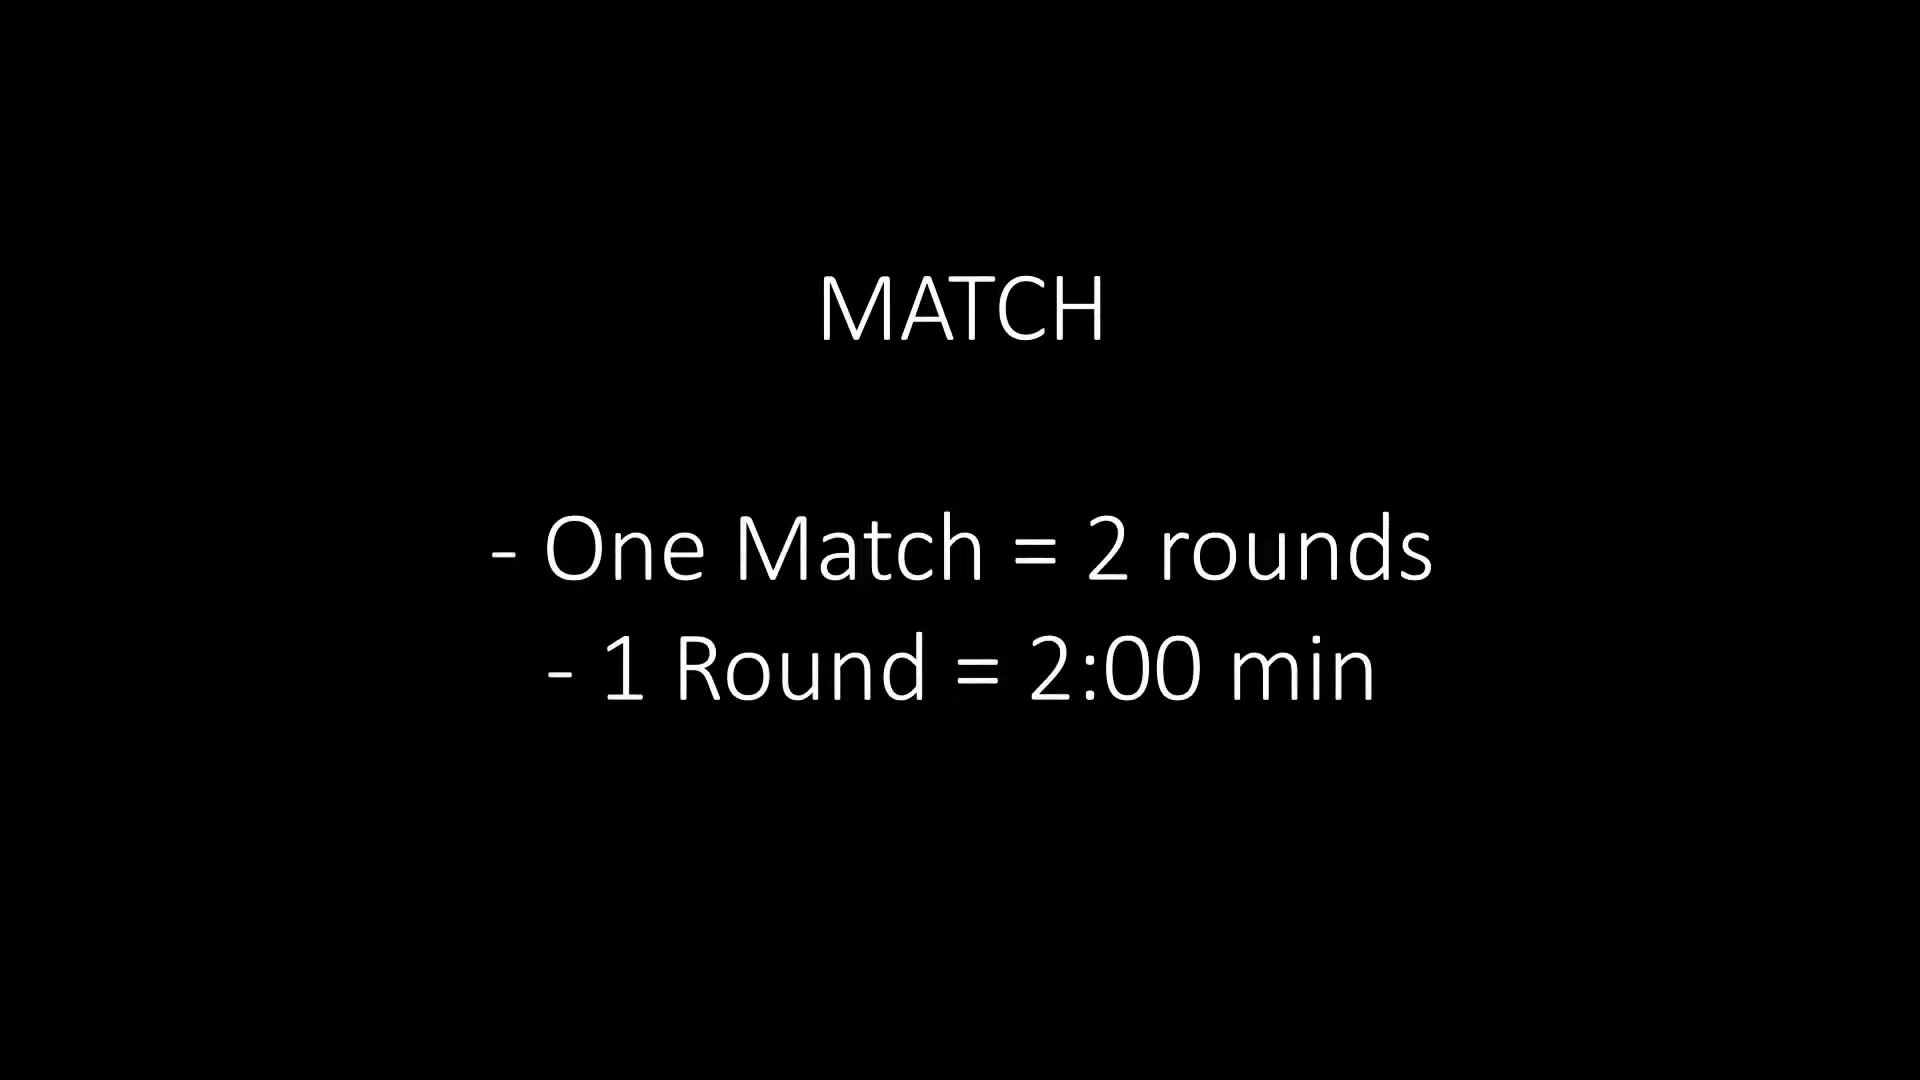 MATCH
- One Match = 2 rounds
- 1 Round = 2:00 min